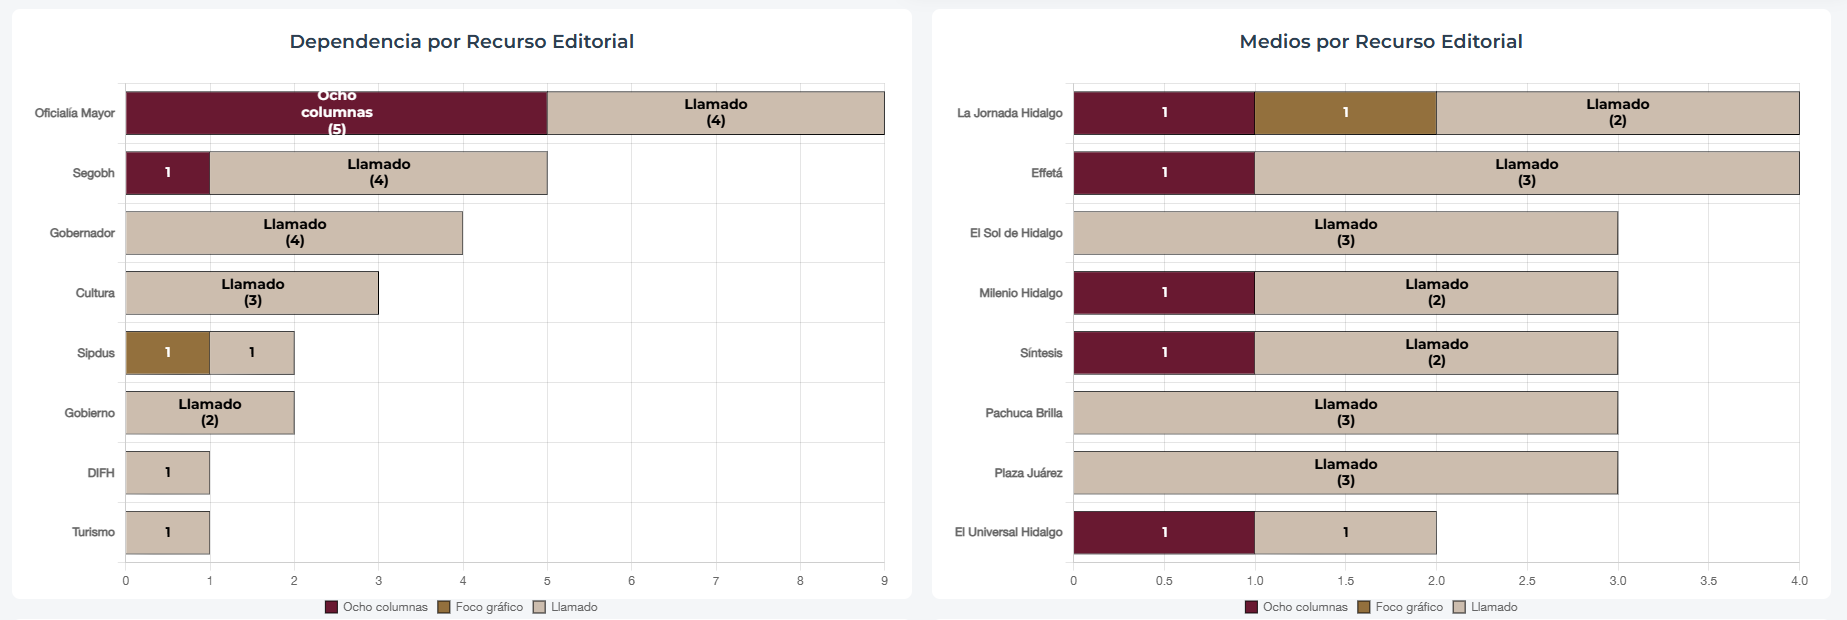 Dependencia por Recurso Editorial
Oficialía Mayor
Ocho
columnas
(5)
Llamado
(4)
Segobh
1
Llamado
(4)
Gobernador
Llamado
(4)
Cultura
Llamado
(3)
Sipdus
1
1
Gobierno
Llamado
(2)
DIFH
1
Turismo
1
0 1 2 3 4 5 6 7 8 9
Ocho columnas Foco gráfico Llamado
Medios por Recurso Editorial
La Jornada Hidalgo
1
1
Llamado
(2)
Effetá
1
Llamado
(3)
El Sol de Hidalgo
Llamado
(3)
Milenio Hidalgo
1
Llamado
(2)
Síntesis
1
Llamado
(2)
Pachuca Brilla
Llamado
(3)
Plaza Juárez
Llamado
(3)
El Universal Hidalgo
1
1
0 0.5 1.0 1.5 2.0 2.5 3.0 3.5 4.0
Ocho columnas Foco gráfico Llamado